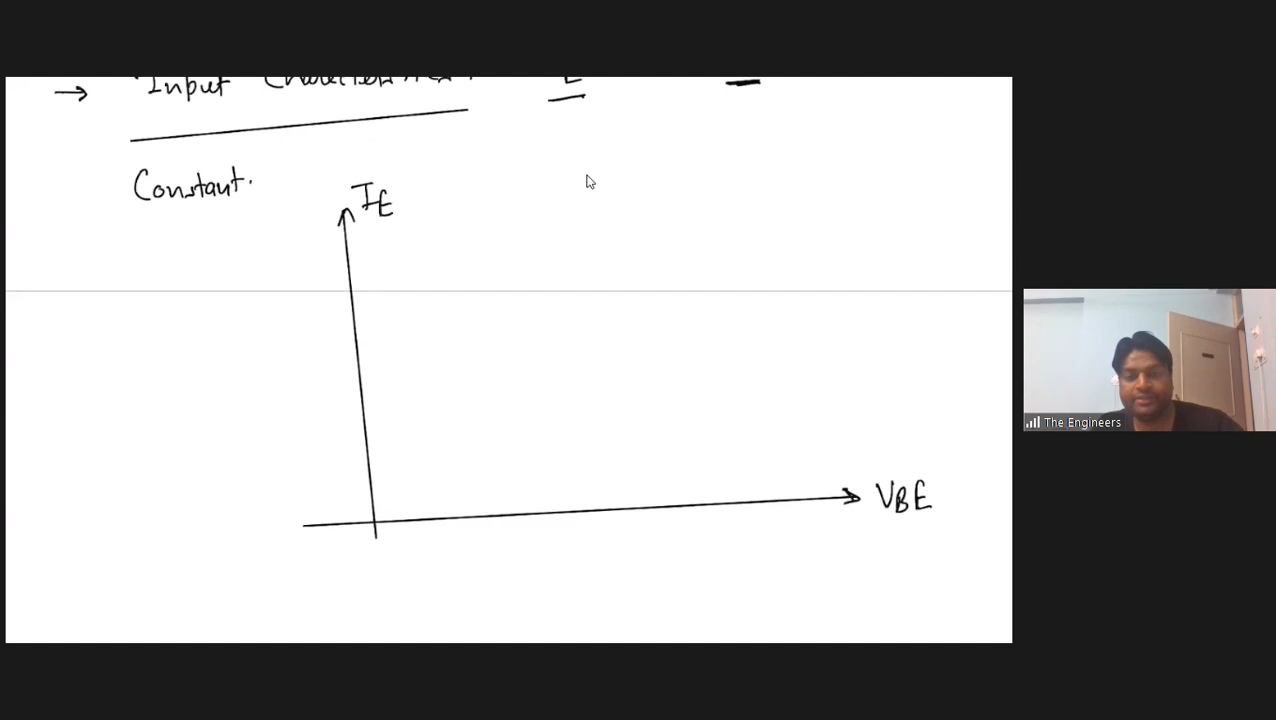 → Input
Constant.
IE
VBE
The Engineers